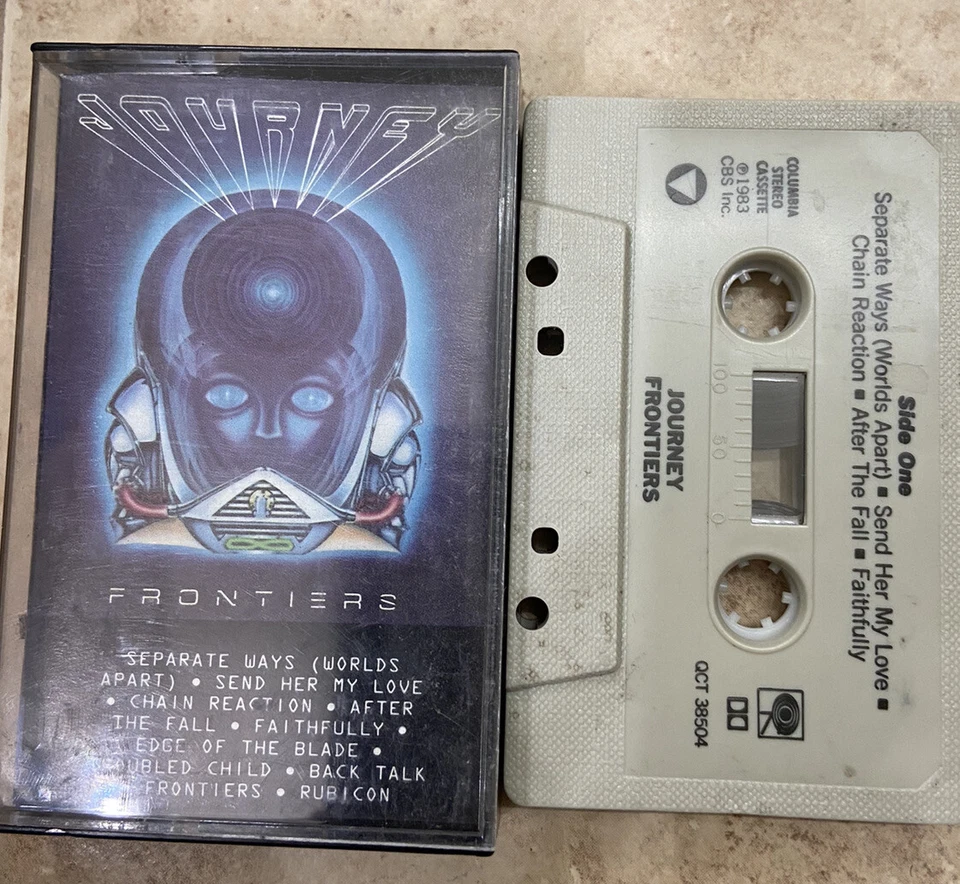 JOURNEY
FRONTIERS
SEPARATE WAYS (WORLDS
APART) • SEND HER MY LOVE
• CHAIN REACTION • AFTER
THE FALL • FAITHFULLY •
EDGE OF THE BLADE •
TROUBLED CHILD • BACK TALK
FRONTIERS • RUBICON
Side One
Separate Ways (Worlds Apart) ■ Send Her My Love ■
Chain Reaction ■ After The Fall ■ Faithfully
COLUMBIA
STEREO
CASSETTE
℗1983
CBS Inc.
100 50 0
JOURNEY
FRONTIERS
QCT 38504